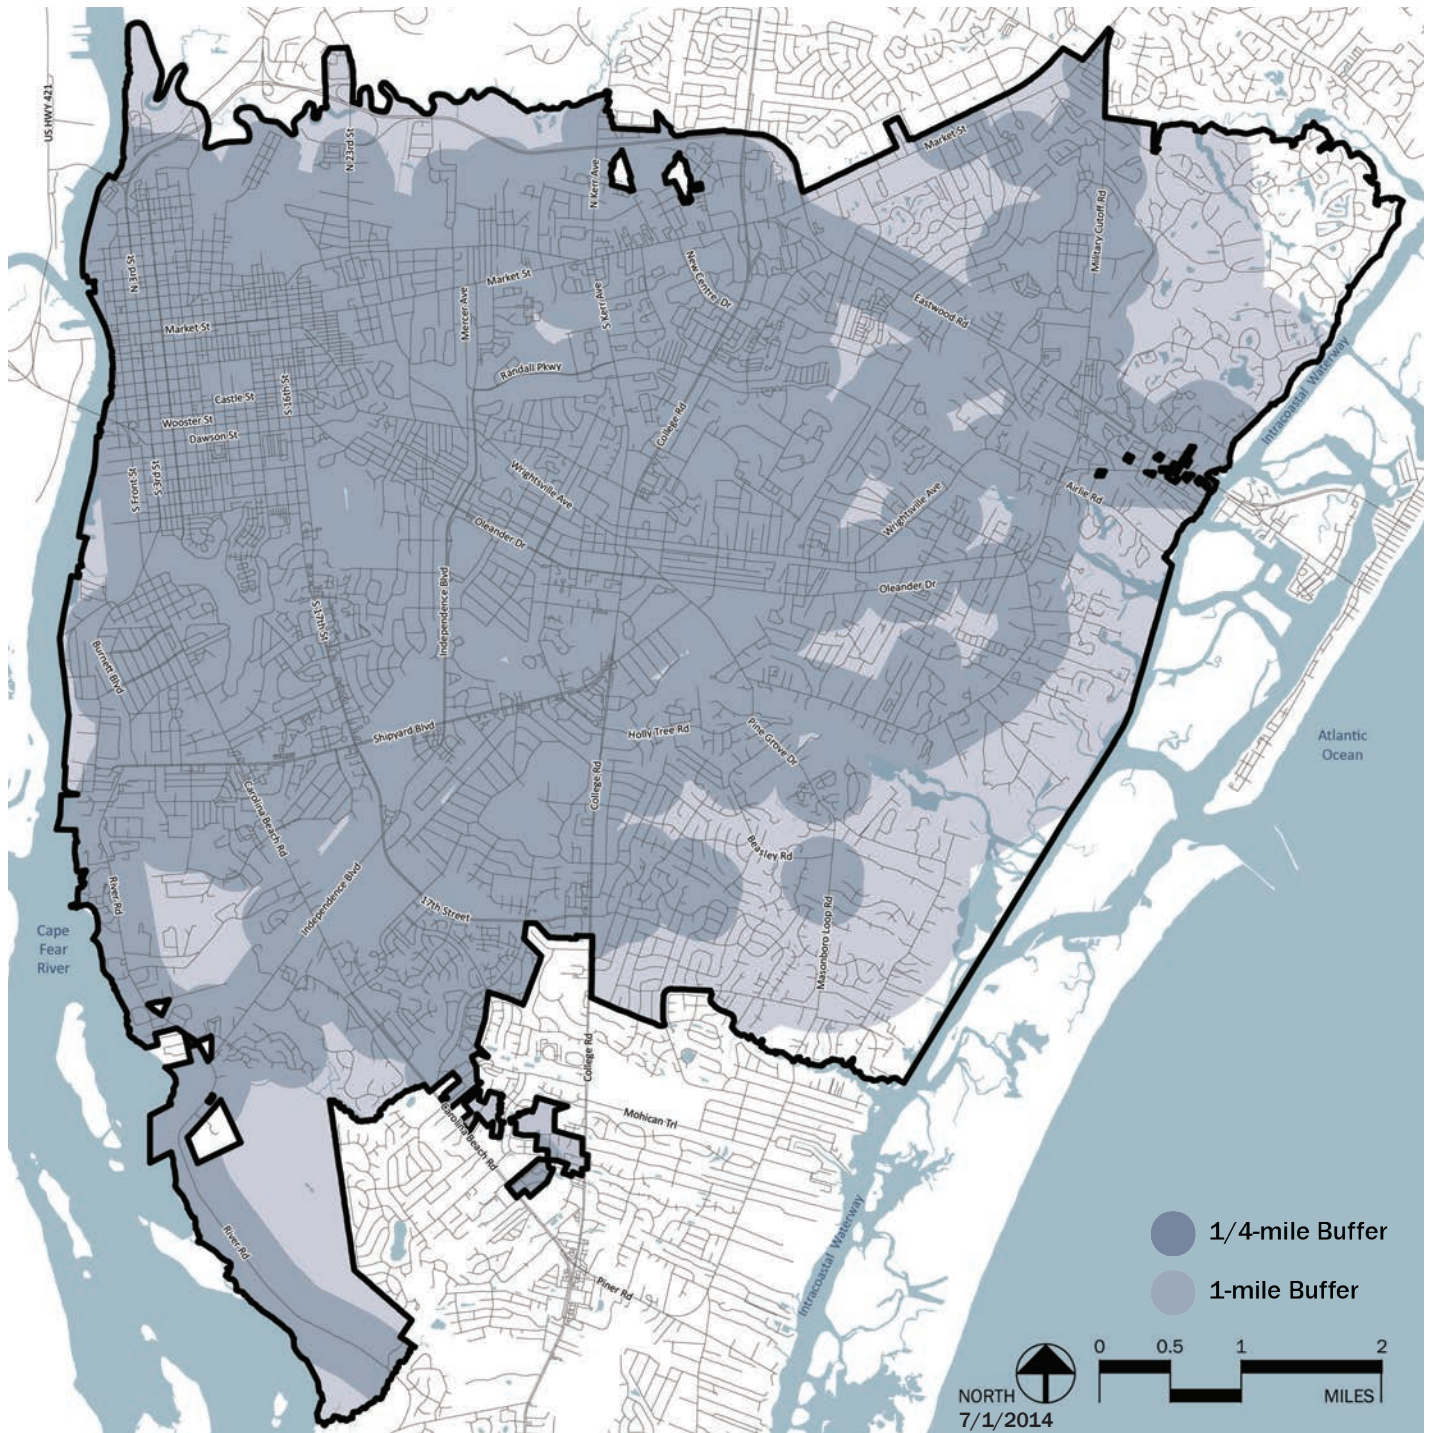 US HWY 421
N 23rd St
Market St
N Kerr Ave
Military Cutoff Rd
N 3rd St
Market St
New Centre Dr
Mercer Ave
S Kerr Ave
Eastwood Rd
Market St
Randall Pkwy
Intracoastal Waterway
Castle St
S 16th St
Wooster St
Dawson St
College Rd
S Front St
S 3rd St
Wrightsville Ave
Wrightsville Ave
Airlie Rd
Oleander Dr
Oleander Dr
Independence Blvd
S 17th St
Burnett Blvd
Shipyard Blvd
Holly Tree Rd
Pine Grove Dr
Atlantic
Ocean
College Rd
Carolina Beach Rd
Beasley Rd
River Rd
Independence Blvd
17th Street
Masonboro Loop Rd
Cape
Fear
River
College Rd
Mohican Trl
Carolina Beach Rd
River Rd
Intracoastal Waterway
Piner Rd
1/4-mile Buffer
1-mile Buffer
0 0.5 1 2
NORTH MILES
7/1/2014